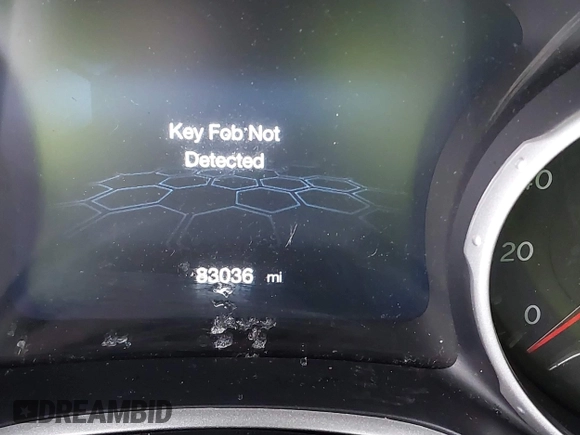 Key Fob Not
Detected
40
20
0
83036 mi
DREAMBID